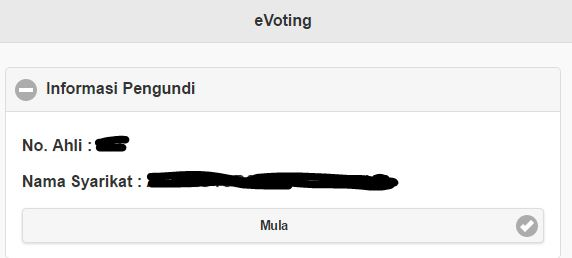 eVoting
Informasi Pengundi
No. Ahli :
Nama Syarikat :
Mula